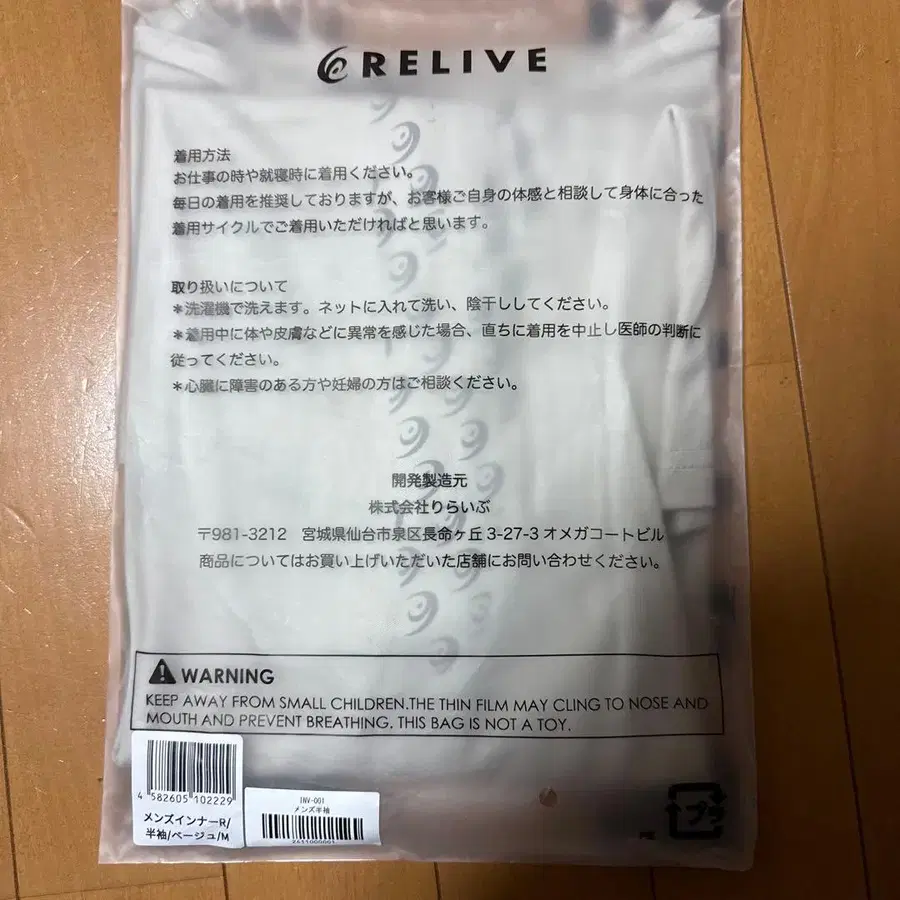 RELIVE
着用方法
お仕事の時や就寝時に着用ください。
毎日の着用を推奨しておりますが、お客様ご自身の体感と相談して身体に合った
着用サイクルでご着用いただければと思います。
取り扱いについて
＊洗濯機で洗えます。ネットに入れて洗い、陰干ししてください。
＊着用中に体や皮膚などに異常を感じた場合、直ちに着用を中止し医師の判断に
従ってください。
＊心臓に障害のある方や妊婦の方はご相談ください。
開発製造元
株式会社りらいぶ
〒981-3212 宮城県仙台市泉区長命ヶ丘3-27-3 オメガコートビル
商品についてはお買い上げいただいた店舗にお問い合わせください。
WARNING
KEEP AWAY FROM SMALL CHILDREN.THE THIN FILM MAY CLING TO NOSE AND
MOUTH AND PREVENT BREATHING. THIS BAG IS NOT A TOY.
4 582605 102229
メンズインナーR/
半袖/ベージュ/M
INV-001
メンズ半袖
2611000001
プラ
PE